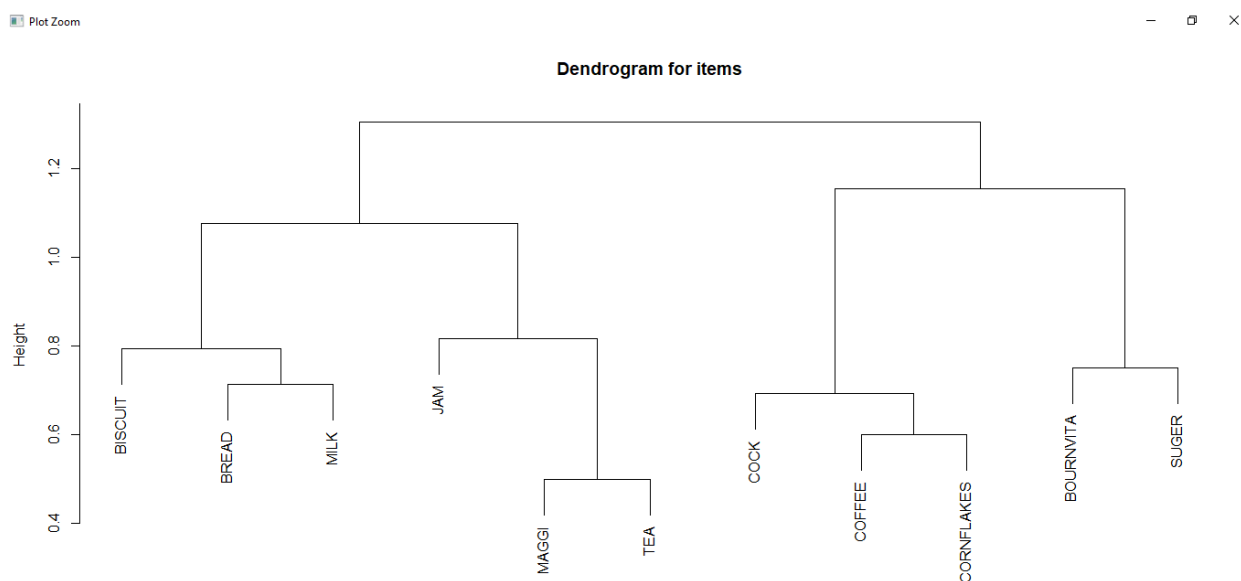 Plot Zoom
Dendrogram for items
Height
0.4
0.6
0.8
1.0
1.2
BISCUIT
BREAD
MILK
JAM
MAGGI
TEA
COCK
COFFEE
CORNFLAKES
BOURNVITA
SUGER